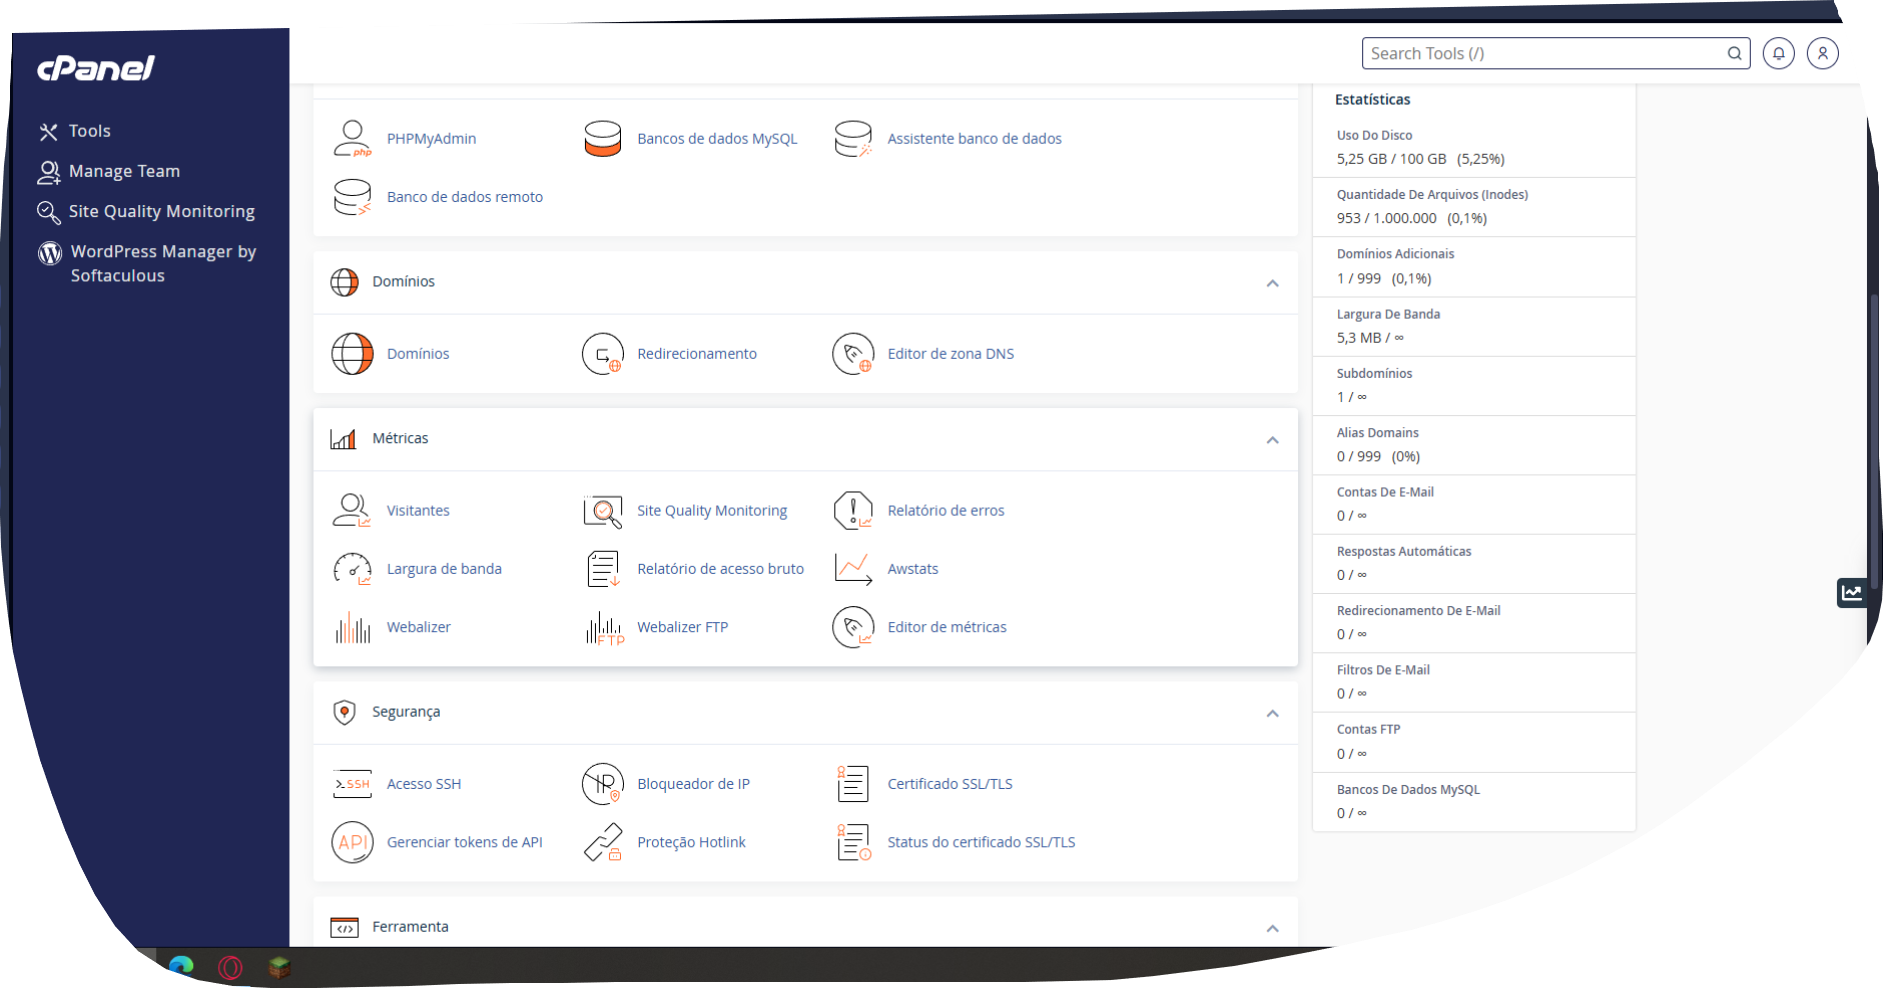 cPanel
Search Tools (/)
Tools
Manage Team
Site Quality Monitoring
WordPress Manager by
Softaculous
PHPMyAdmin
Bancos de dados MySQL
Assistente banco de dados
Banco de dados remoto
Domínios
Domínios
Redirecionamento
Editor de zona DNS
Métricas
Visitantes
Site Quality Monitoring
Relatório de erros
Largura de banda
Relatório de acesso bruto
Awstats
Webalizer
Webalizer FTP
Editor de métricas
Segurança
Acesso SSH
Bloqueador de IP
Certificado SSL/TLS
Gerenciar tokens de API
Proteção Hotlink
Status do certificado SSL/TLS
Ferramenta
Estatísticas
Uso Do Disco
5,25 GB / 100 GB (5,25%)
Quantidade De Arquivos (Inodes)
953 / 1.000.000 (0,1%)
Domínios Adicionais
1 / 999 (0,1%)
Largura De Banda
5,3 MB / ∞
Subdomínios
1 / ∞
Alias Domains
0 / 999 (0%)
Contas De E-Mail
0 / ∞
Respostas Automáticas
0 / ∞
Redirecionamento De E-Mail
0 / ∞
Filtros De E-Mail
0 / ∞
Contas FTP
0 / ∞
Bancos De Dados MySQL
0 / ∞